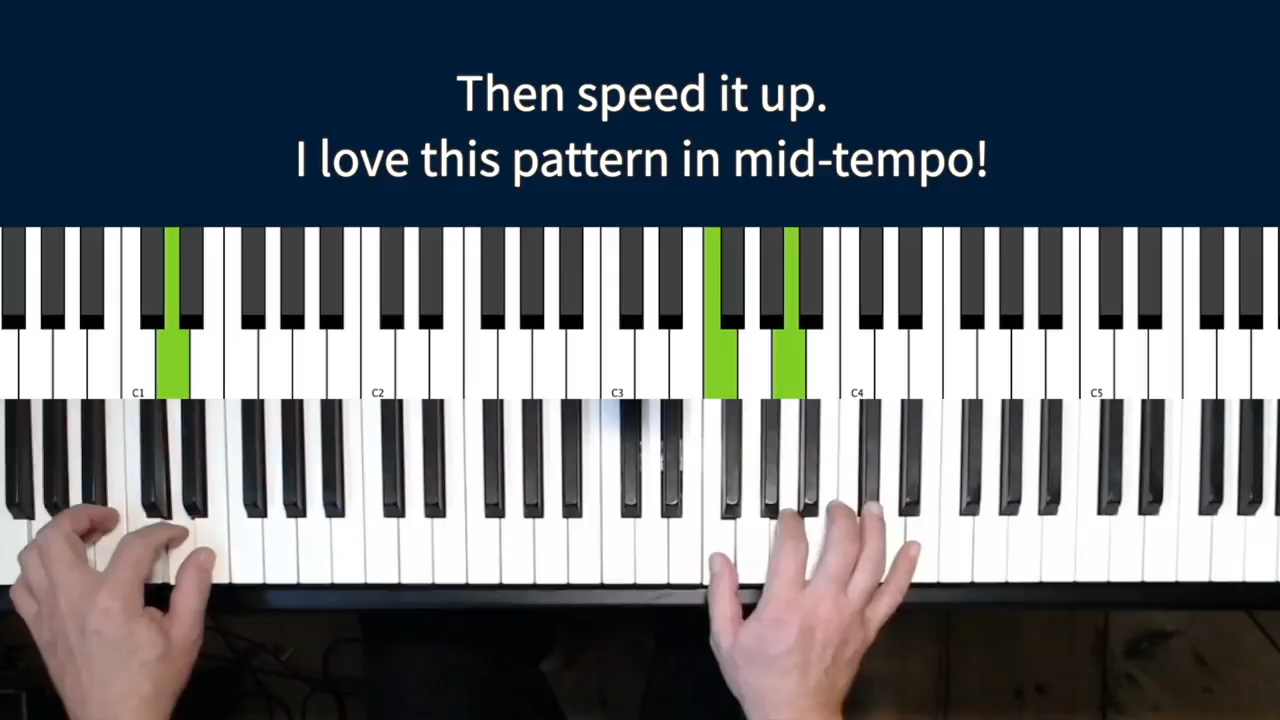 Then speed it up.
I love this pattern in mid-tempo!
C1 C2 C3 C4 C5